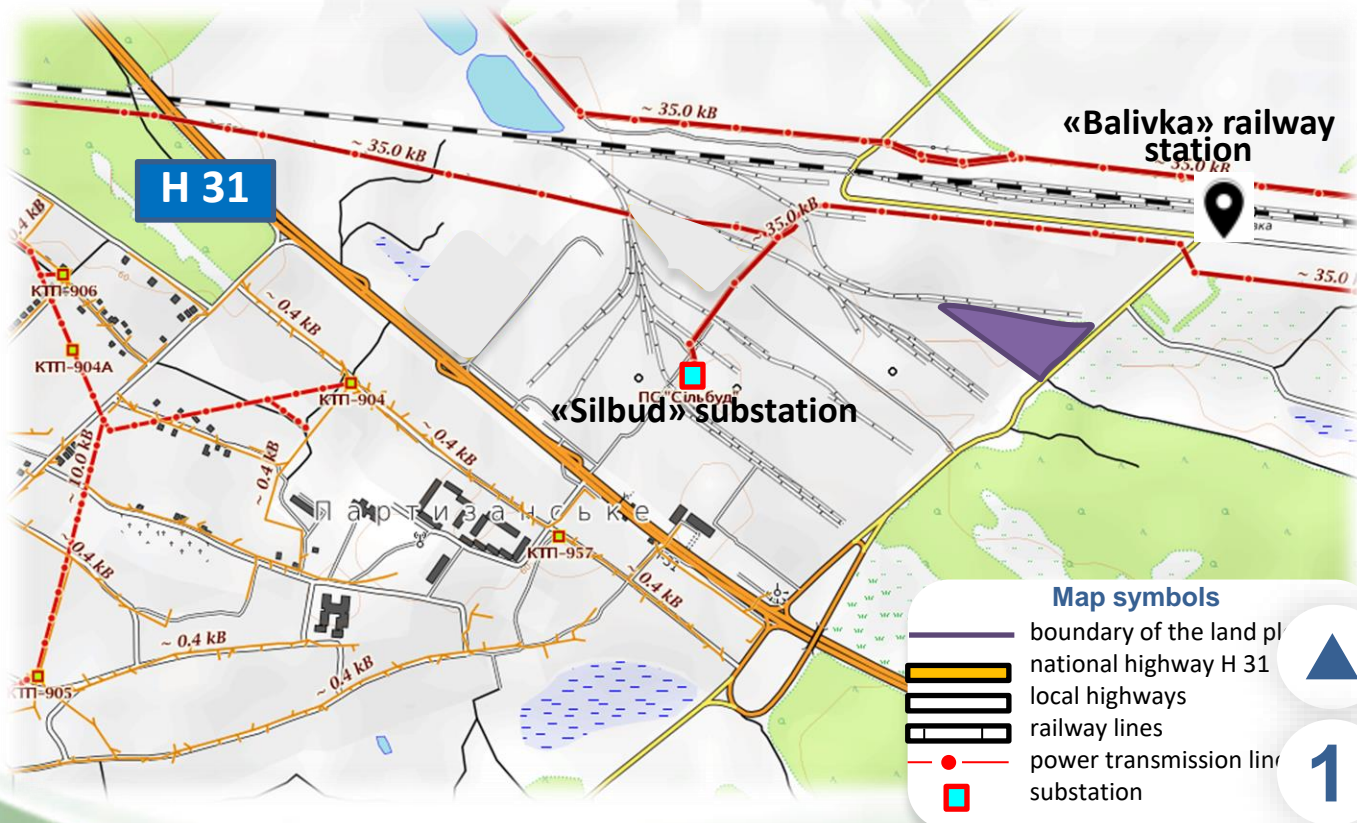 ~ 35.0 kB
«Balivka» railway
station
~ 35.0 kB
~ 35.0 kB
H 31
0.4 kB
~ 35.0 kB
~ 35.0
КТП-906
~ 0.4 kB
КТП-904А
КТП-904
ПС "Сільбуд"
«Silbud» substation
~ 0.4 kB
~ 0.4 kB
~ 10.0 kB
Партизанське
КТП-957
~ 0.4 kB
~ 0.4 kB
~ 0.4 kB
~ 0.4 kB
КТП-905
Map symbols
boundary of the land pl
national highway H 31
local highways
railway lines
power transmission line
substation
1